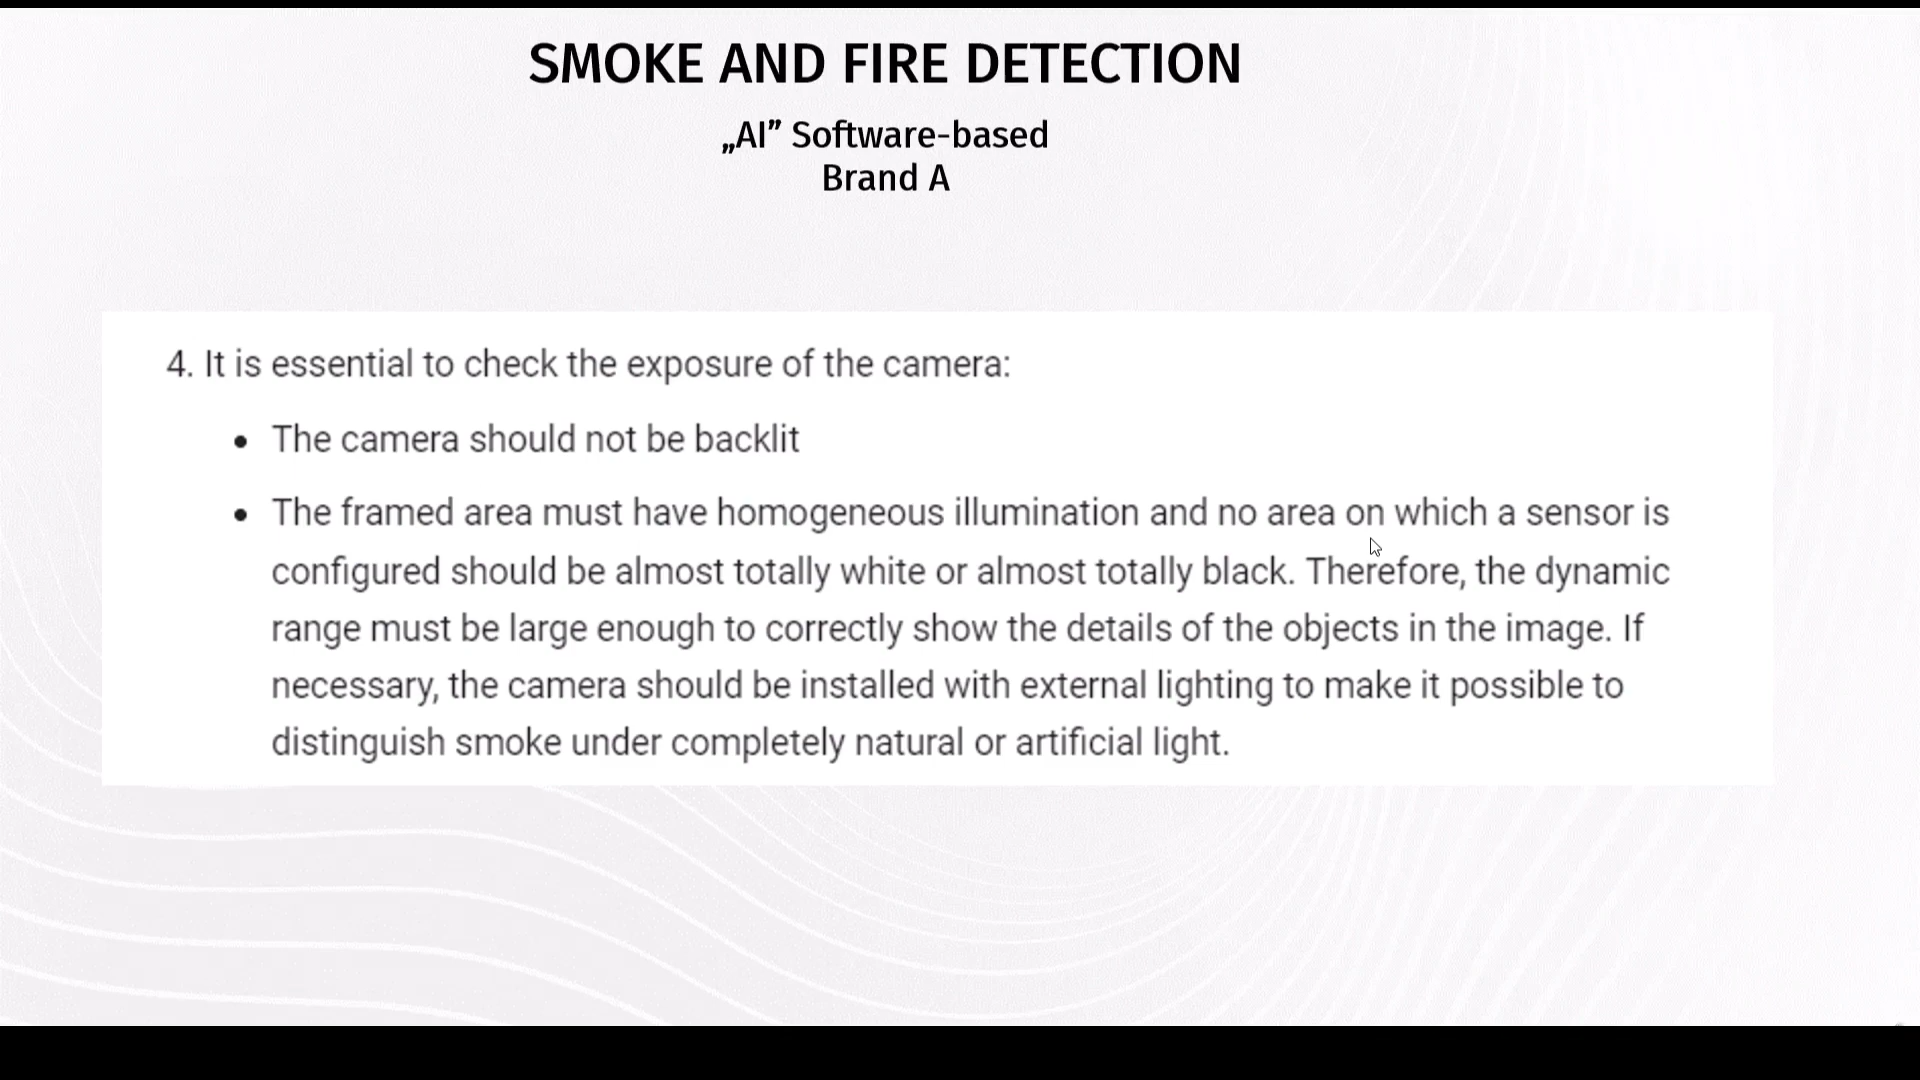 SMOKE AND FIRE DETECTION
„AI” Software-based
Brand A
4. It is essential to check the exposure of the camera:
• The camera should not be backlit
• The framed area must have homogeneous illumination and no area on which a sensor is
configured should be almost totally white or almost totally black. Therefore, the dynamic
range must be large enough to correctly show the details of the objects in the image. If
necessary, the camera should be installed with external lighting to make it possible to
distinguish smoke under completely natural or artificial light.